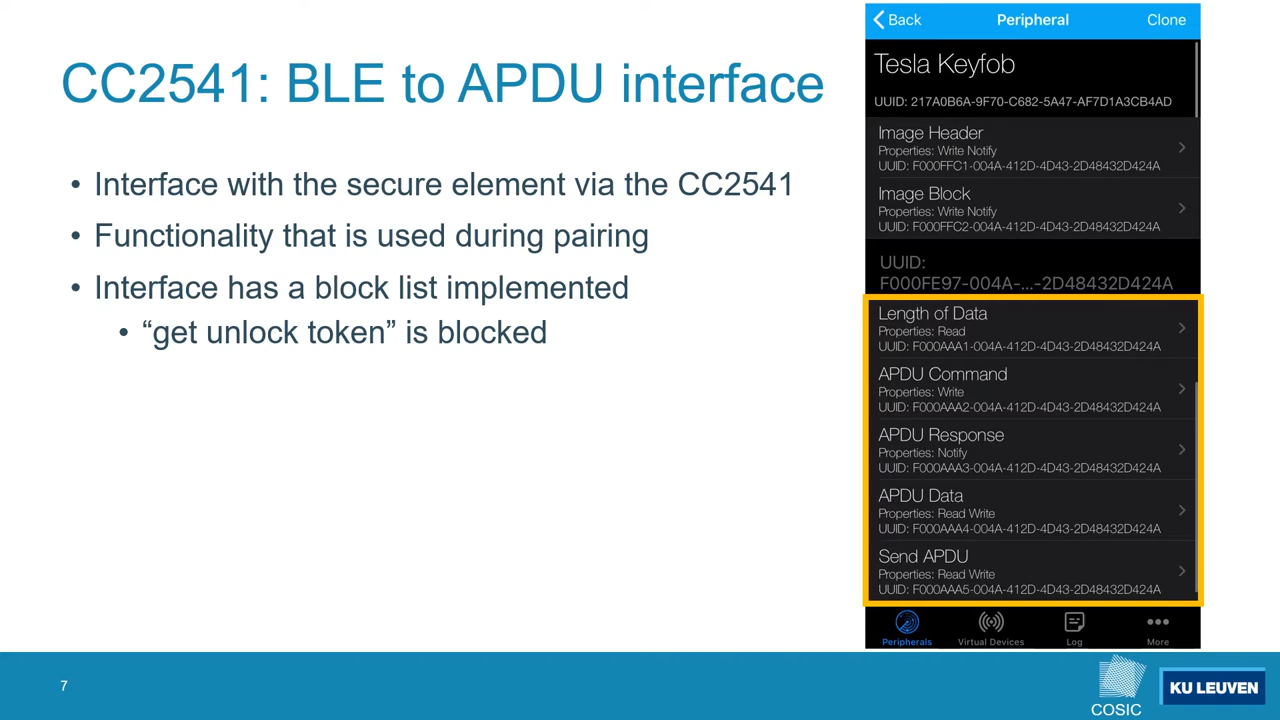 CC2541: BLE to APDU interface
• Interface with the secure element via the CC2541
• Functionality that is used during pairing
• Interface has a block list implemented
• “get unlock token” is blocked
Back Peripheral Clone
Tesla Keyfob
UUID: 217A0B6A-9F70-C682-5A47-AF7D1A3CB4AD
Image Header
Properties: Write Notify
UUID: F000FFC1-004A-412D-4D43-2D48432D424A
Image Block
Properties: Write Notify
UUID: F000FFC2-004A-412D-4D43-2D48432D424A
UUID:
F000FE97-004A-...-2D48432D424A
Length of Data
Properties: Read
UUID: F000AAA1-004A-412D-4D43-2D48432D424A
APDU Command
Properties: Write
UUID: F000AAA2-004A-412D-4D43-2D48432D424A
APDU Response
Properties: Notify
UUID: F000AAA3-004A-412D-4D43-2D48432D424A
APDU Data
Properties: Read Write
UUID: F000AAA4-004A-412D-4D43-2D48432D424A
Send APDU
Properties: Read Write
UUID: F000AAA5-004A-412D-4D43-2D48432D424A
Peripherals Virtual Devices Log More
7
COSIC
KU LEUVEN